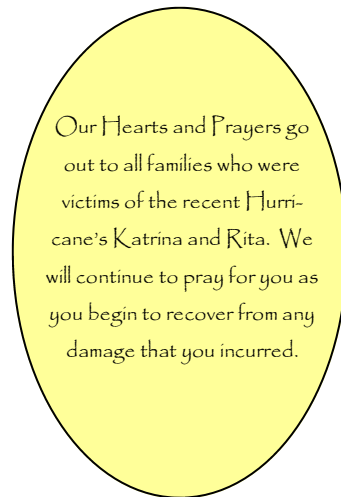 Our Hearts and Prayers go
out to all families who were
victims of the recent Hurri-
cane's Katrina and Rita.  We
will continue to pray for you as
you begin to recover from any
damage that you incurred.